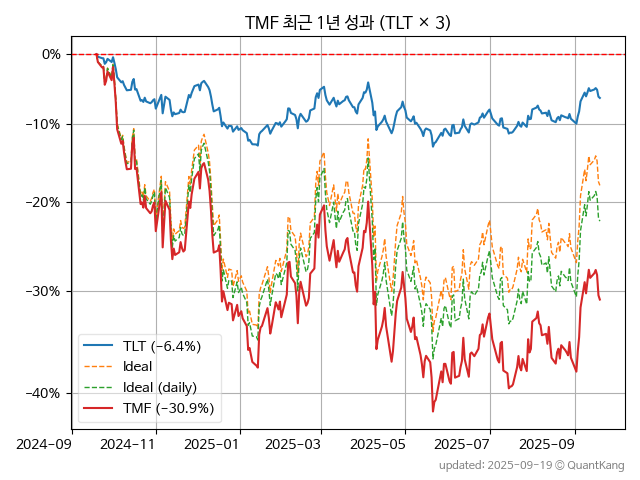 TMF 최근 1년 성과 (TLT × 3)
0%
−10%
−20%
−30%
−40%
TLT (−6.4%)
Ideal
Ideal (daily)
TMF (−30.9%)
2024-09
2024-11
2025-01
2025-03
2025-05
2025-07
2025-09
updated: 2025-09-19 © QuantKang